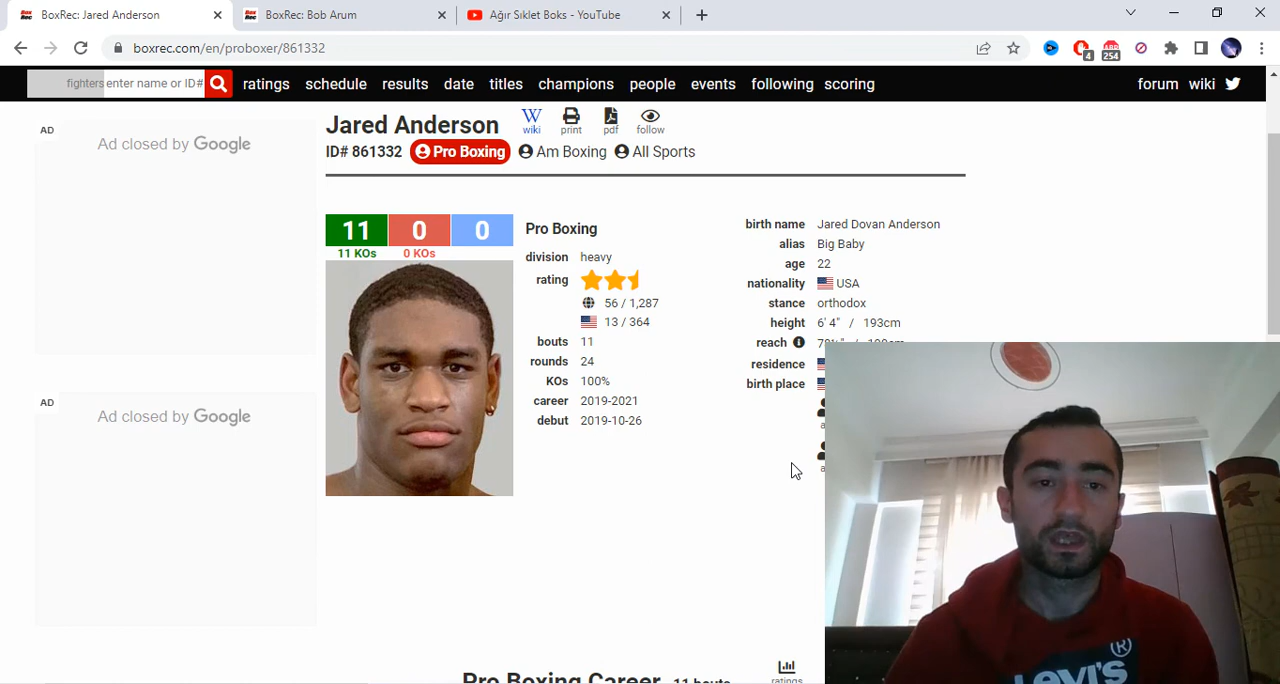 BoxRec: Jared Anderson
BoxRec: Bob Arum
Ağır Sıklet Boks - YouTube
boxrec.com/en/proboxer/861332
4
254
fighters enter name or ID#
ratings schedule results date titles champions people events following scoring forum wiki
AD
Ad closed by Google
AD
Ad closed by Google
Jared Anderson
wiki print pdf follow
ID# 861332 Pro Boxing Am Boxing All Sports
11 0 0
11 KOs 0 KOs
Pro Boxing
division heavy
rating
56 / 1,287
13 / 364
bouts 11
rounds 24
KOs 100%
career 2019-2021
debut 2019-10-26
birth name Jared Dovan Anderson
alias Big Baby
age 22
nationality USA
stance orthodox
height 6' 4" / 193cm
reach
residence
birth place
Pro Boxing Career 11 bouts
ratings
Levi's